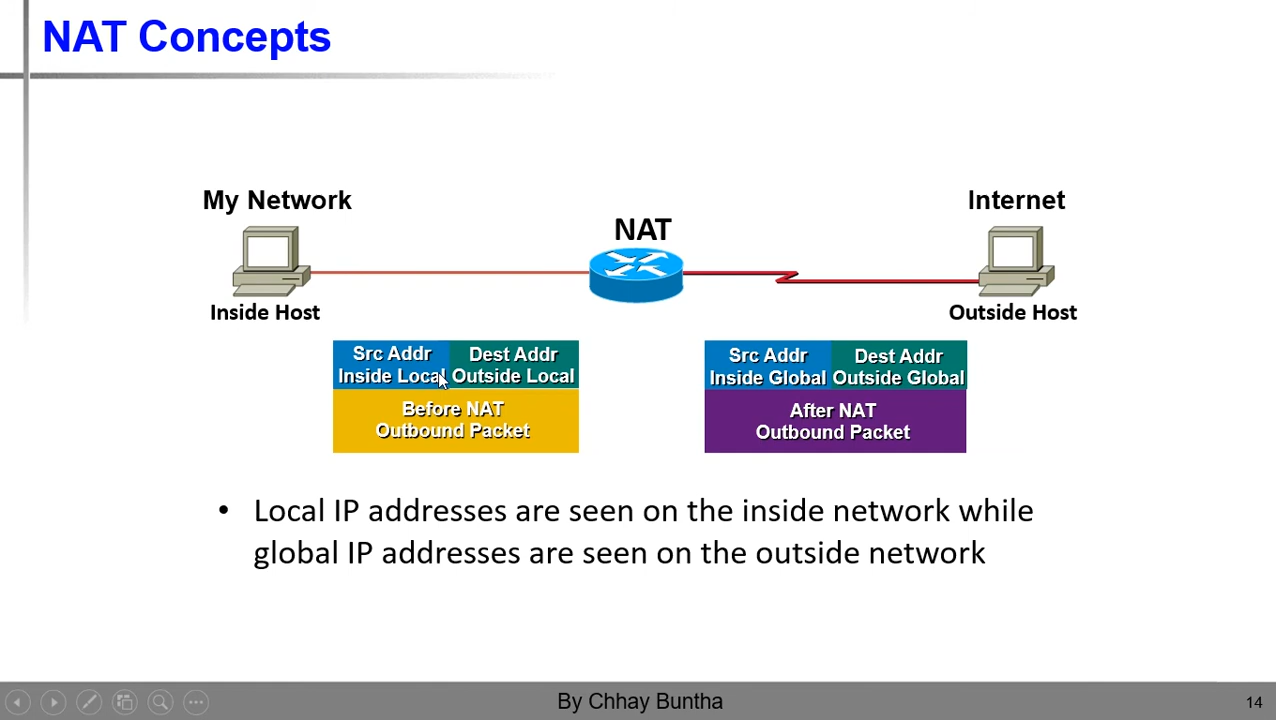 NAT Concepts
My Network
Internet
NAT
Inside Host
Outside Host
Src Addr
Inside Local
Dest Addr
Outside Local
Before NAT
Outbound Packet
Src Addr
Inside Global
Dest Addr
Outside Global
After NAT
Outbound Packet
• Local IP addresses are seen on the inside network while
global IP addresses are seen on the outside network
By Chhay Buntha
14